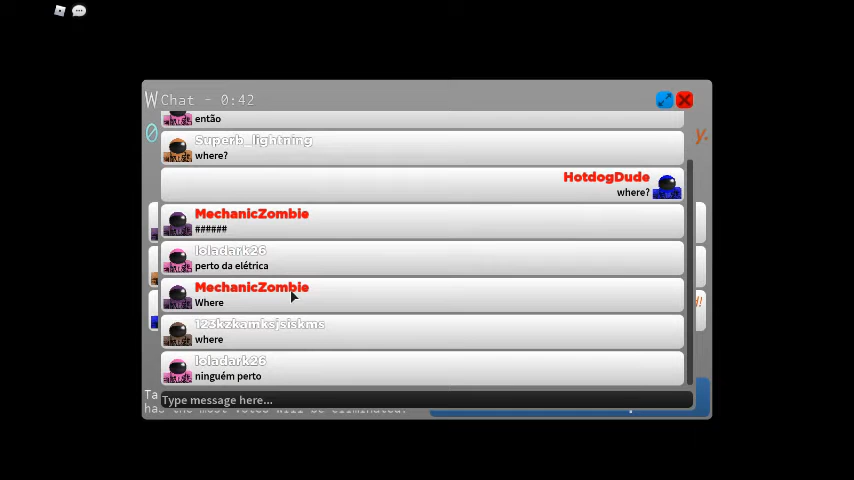 W Chat - 0:42
então
Superb_lightning
where?
HotdogDude
where?
MechanicZombie
######
loladark26
perto da elétrica
MechanicZombie
Where
123kzkamksjsiskms
where
loladark26
ninguém perto
Type message here...